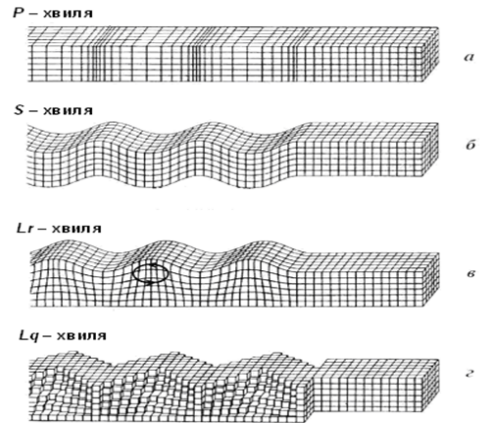 P – хвиля
а
S – хвиля
б
Lr – хвиля
в
Lq – хвиля
г